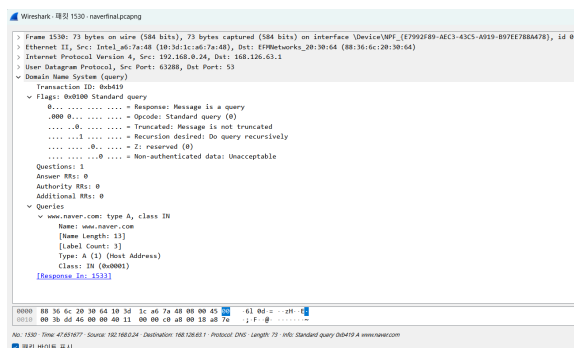 Wireshark · 패킷 1530 · naverfinal.pcapng
> Frame 1530: 73 bytes on wire (584 bits), 73 bytes captured (584 bits) on interface \Device\NPF_{E7992F89-AEC3-43C5-A919-B97EE788A478}, id 0
> Ethernet II, Src: Intel_a6:7a:48 (10:3d:1c:a6:7a:48), Dst: EFMNetworks_20:30:64 (88:36:6c:20:30:64)
> Internet Protocol Version 4, Src: 192.168.0.24, Dst: 168.126.63.1
> User Datagram Protocol, Src Port: 63288, Dst Port: 53
Domain Name System (query)
Transaction ID: 0xb419
Flags: 0x0100 Standard query
0... .... .... .... = Response: Message is a query
.000 0... .... .... = Opcode: Standard query (0)
.... ..0. .... .... = Truncated: Message is not truncated
.... ...1 .... .... = Recursion desired: Do query recursively
.... .... .0.. .... = Z: reserved (0)
.... .... ...0 .... = Non-authenticated data: Unacceptable
Questions: 1
Answer RRs: 0
Authority RRs: 0
Additional RRs: 0
Queries
www.naver.com: type A, class IN
Name: www.naver.com
[Name Length: 13]
[Label Count: 3]
Type: A (1) (Host Address)
Class: IN (0x0001)
[Response In: 1533]
0000 88 36 6c 20 30 64 10 3d 1c a6 7a 48 08 00 45 00 ·6l 0d·= ··zH··E·
0010 00 3b dd 46 00 00 40 11 00 00 c0 a8 00 18 a8 7e ·;·F··@· ·······~
No.: 1530 · Time: 47.651677 · Source: 192.168.0.24 · Destination: 168.126.63.1 · Protocol: DNS · Length: 73 · Info: Standard query 0xb419 A www.naver.com
패킷 바이트 표시